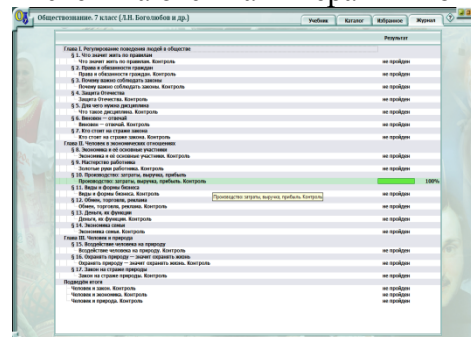 Обществознание. 7 класс (Л.Н. Боголюбов и др.)
Учебник Каталог Избранное Журнал
Результат
Глава I. Регулирование поведения людей в обществе
§ 1. Что значит жить по правилам
Что значит жить по правилам. Контроль не пройден
§ 2. Права и обязанности граждан
Права и обязанности граждан. Контроль не пройден
§ 3. Почему важно соблюдать законы
Почему важно соблюдать законы. Контроль не пройден
§ 4. Защита Отечества
Защита Отечества. Контроль не пройден
§ 5. Для чего нужна дисциплина
Что такое дисциплина. Контроль не пройден
§ 6. Виновен — отвечай
Виновен — отвечай. Контроль не пройден
§ 7. Кто стоит на страже закона
Кто стоит на страже закона. Контроль не пройден
Глава II. Человек в экономических отношениях
§ 8. Экономика и её основные участники
Экономика и её основные участники. Контроль не пройден
§ 9. Мастерство работника
Золотые руки работника. Контроль не пройден
§ 10. Производство: затраты, выручка, прибыль
Производство: затраты, выручка, прибыль. Контроль 100%
§ 11. Виды и формы бизнеса
Виды и формы бизнеса. Контроль не пройден
Производство: затраты, выручка, прибыль. Контроль
§ 12. Обмен, торговля, реклама
Обмен, торговля, реклама. Контроль не пройден
§ 13. Деньги, их функции
Деньги, их функции. Контроль не пройден
§ 14. Экономика семьи
Экономика семьи. Контроль не пройден
Глава III. Человек и природа
§ 15. Воздействие человека на природу
Воздействие человека на природу. Контроль не пройден
§ 16. Охранять природу — значит охранять жизнь
Охранять природу — значит охранять жизнь. Контроль не пройден
§ 17. Закон на страже природы
Закон на страже природы. Контроль не пройден
Подведём итоги
Человек и закон. Контроль не пройден
Человек и экономика. Контроль не пройден
Человек и природа. Контроль не пройден